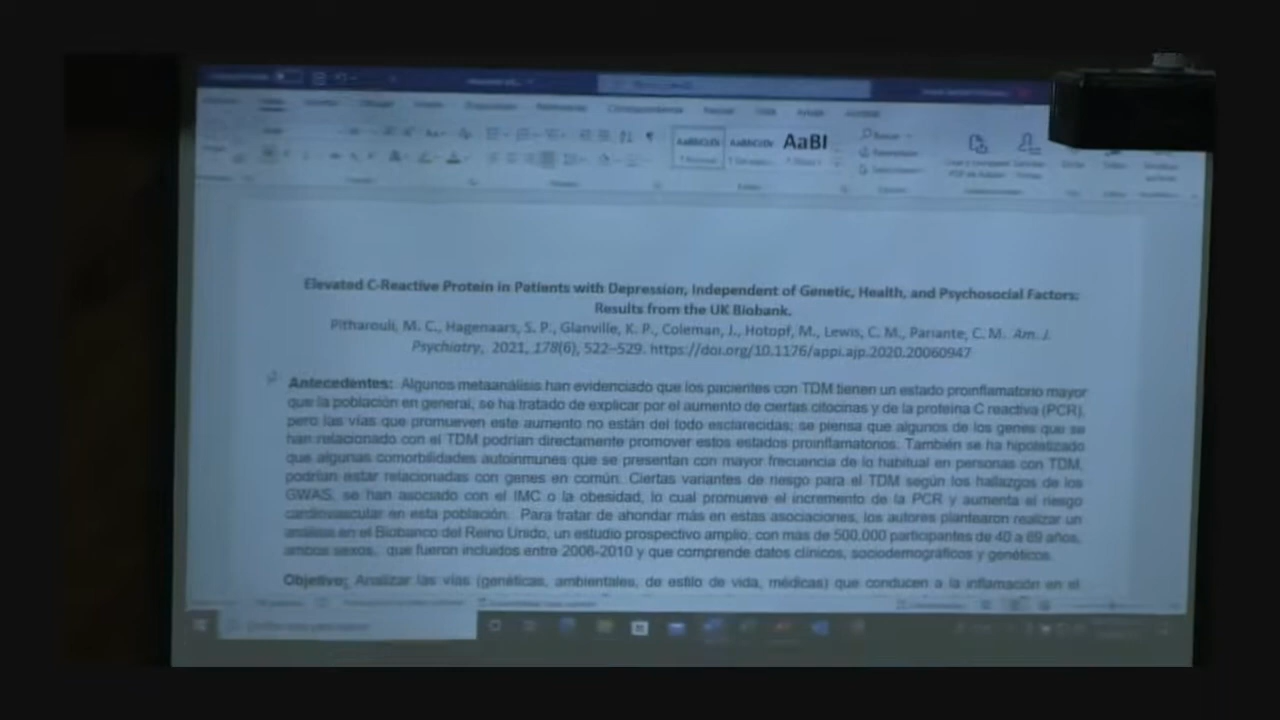 AaBbCcDc AaBbCcDc AaBI
Elevated C-Reactive Protein in Patients with Depression, Independent of Genetic, Health, and Psychosocial Factors:
Results from the UK Biobank.
Pitharouli, M. C., Hagenaars, S. P., Glanville, K. P., Coleman, J., Hotopf, M., Lewis, C. M., Pariante, C. M. Am. J.
Psychiatry, 2021, 178(6), 522–529. https://doi.org/10.1176/appi.ajp.2020.20060947
Antecedentes: Algunos metaanálisis han evidenciado que los pacientes con TDM tienen un estado proinflamatorio mayor
que la población en general, se ha tratado de explicar por el aumento de ciertas citocinas y de la proteína C reactiva (PCR),
pero las vías que promueven este aumento no están del todo esclarecidas; se piensa que algunos de los genes que se
han relacionado con el TDM podrían directamente promover estos estados proinflamatorios. También se ha hipotetizado
que algunas comorbilidades autoinmunes que se presentan con mayor frecuencia de lo habitual en personas con TDM,
podrían estar relacionadas con genes en común. Ciertas variantes de riesgo para el TDM según los hallazgos de los
GWAS, se han asociado con el IMC o la obesidad, lo cual promueve el incremento de la PCR y aumenta el riesgo
cardiovascular en esta población. Para tratar de ahondar más en estas asociaciones, los autores plantearon realizar un
análisis en el Biobanco del Reino Unido, un estudio prospectivo amplio, con más de 500,000 participantes de 40 a 69 años,
ambos sexos, que fueron incluidos entre 2006-2010 y que comprende datos clínicos, sociodemográficos y genéticos.
Objetivo: Analizar las vías (genéticas, ambientales, de estilo de vida, médicas) que conducen a la inflamación en el